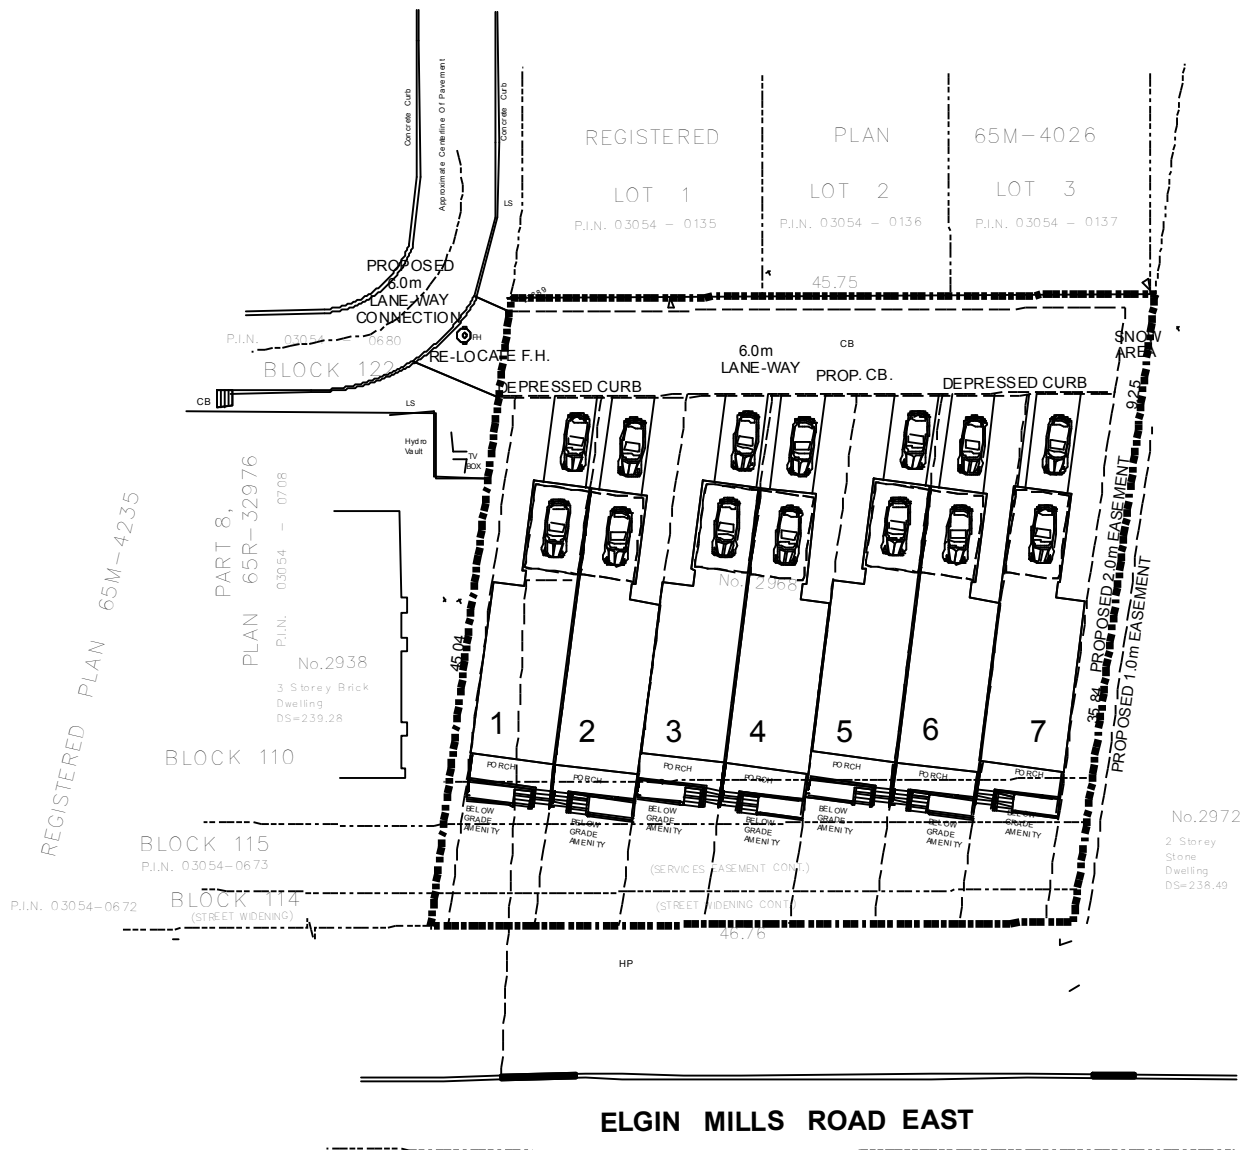 Concrete Curb
Approximate Centerline Of Pavement
Concrete Curb
REGISTERED PLAN 65M-4026
LOT 1 LOT 2 LOT 3
P.I.N. 03054 - 0135 P.I.N. 03054 - 0136 P.I.N. 03054 - 0137
LS
PROPOSED
6.0m
LANE-WAY
CONNECTION
45.75
FH
P.I.N. 03054 0680
BLOCK 122
RE-LOCATE F.H.
6.0m
LANE-WAY
CB
PROP. CB.
SNOW
AREA
DEPRESSED CURB
DEPRESSED CURB
9.25
CB
LS
Hydro
Vault
TV
BOX
REGISTERED PLAN 65M-4235
PART 8,
PLAN 65R-32976
P.I.N. 03054 - 0708
No. 2968
45.04
35.84 PROPOSED 2.0m EASEMENT
PROPOSED 1.0m EASEMENT
No.2938
3 Storey Brick
Dwelling
DS=239.28
BLOCK 110
1 2 3 4 5 6 7
PORCH PORCH PORCH PORCH PORCH PORCH PORCH
BELOW
GRADE
AMENITY
BELOW
GRADE
AMENITY
BELOW
GRADE
AMENITY
BELOW
GRADE
AMENITY
BELOW
GRADE
AMENITY
BELOW
GRADE
AMENITY
BELOW
GRADE
AMENITY
No.2972
2 Storey
Stone
Dwelling
DS=238.49
BLOCK 115
P.I.N. 03054-0673
(SERVICES EASEMENT CONT.)
P.I.N. 03054-0672
BLOCK 114
(STREET WIDENING)
(STREET WIDENING CONT.)
46.76
HP
ELGIN MILLS ROAD EAST